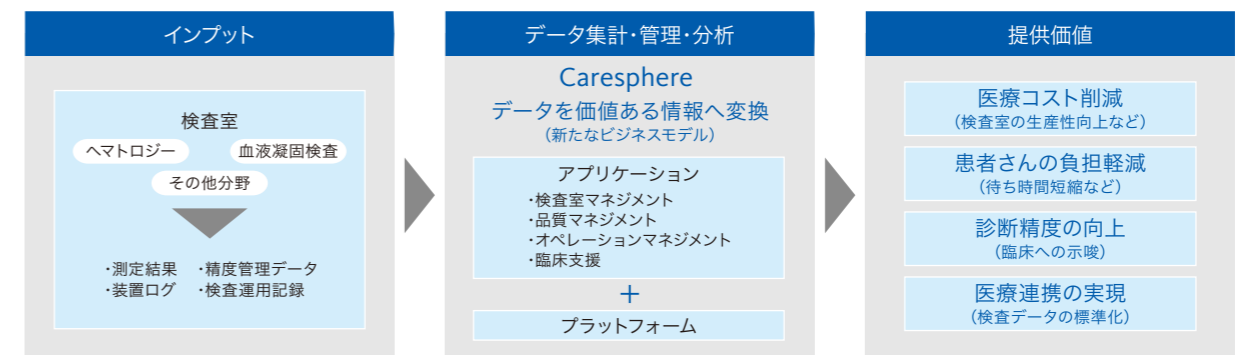 インプット
検査室
ヘマトロジー
血液凝固検査
その他分野
・測定結果 ・精度管理データ
・装置ログ ・検査運用記録
データ集計・管理・分析
Caresphere
データを価値ある情報へ変換
（新たなビジネスモデル）
アプリケーション
・検査室マネジメント
・品質マネジメント
・オペレーションマネジメント
・臨床支援
＋
プラットフォーム
提供価値
医療コスト削減
（検査室の生産性向上など）
患者さんの負担軽減
（待ち時間短縮など）
診断精度の向上
（臨床への示唆）
医療連携の実現
（検査データの標準化）